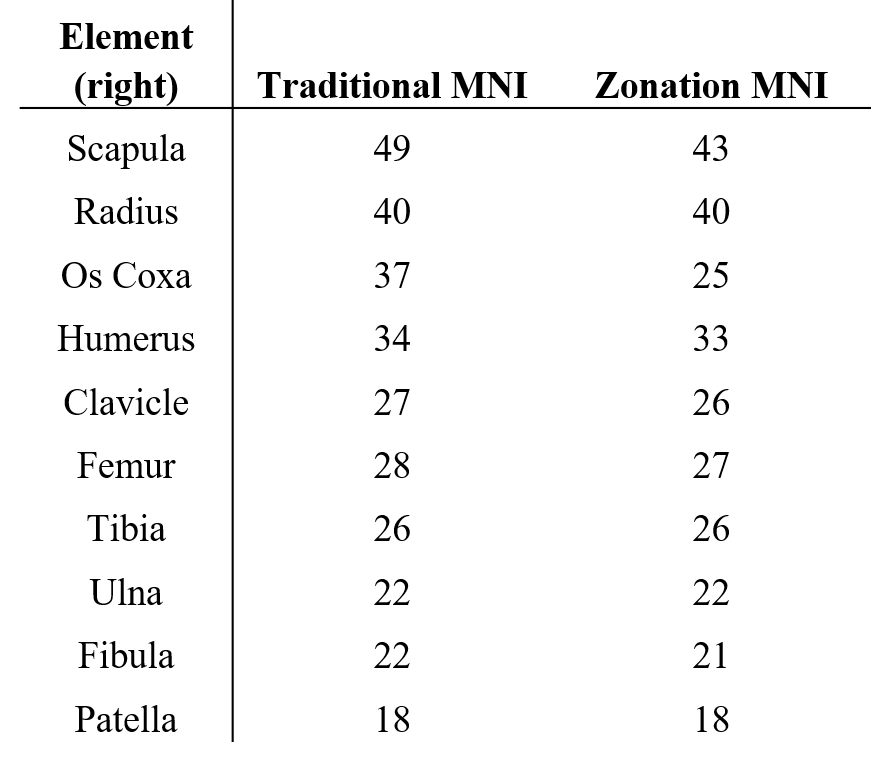 Element
(right) Traditional MNI Zonation MNI
Scapula 49 43
Radius 40 40
Os Coxa 37 25
Humerus 34 33
Clavicle 27 26
Femur 28 27
Tibia 26 26
Ulna 22 22
Fibula 22 21
Patella 18 18